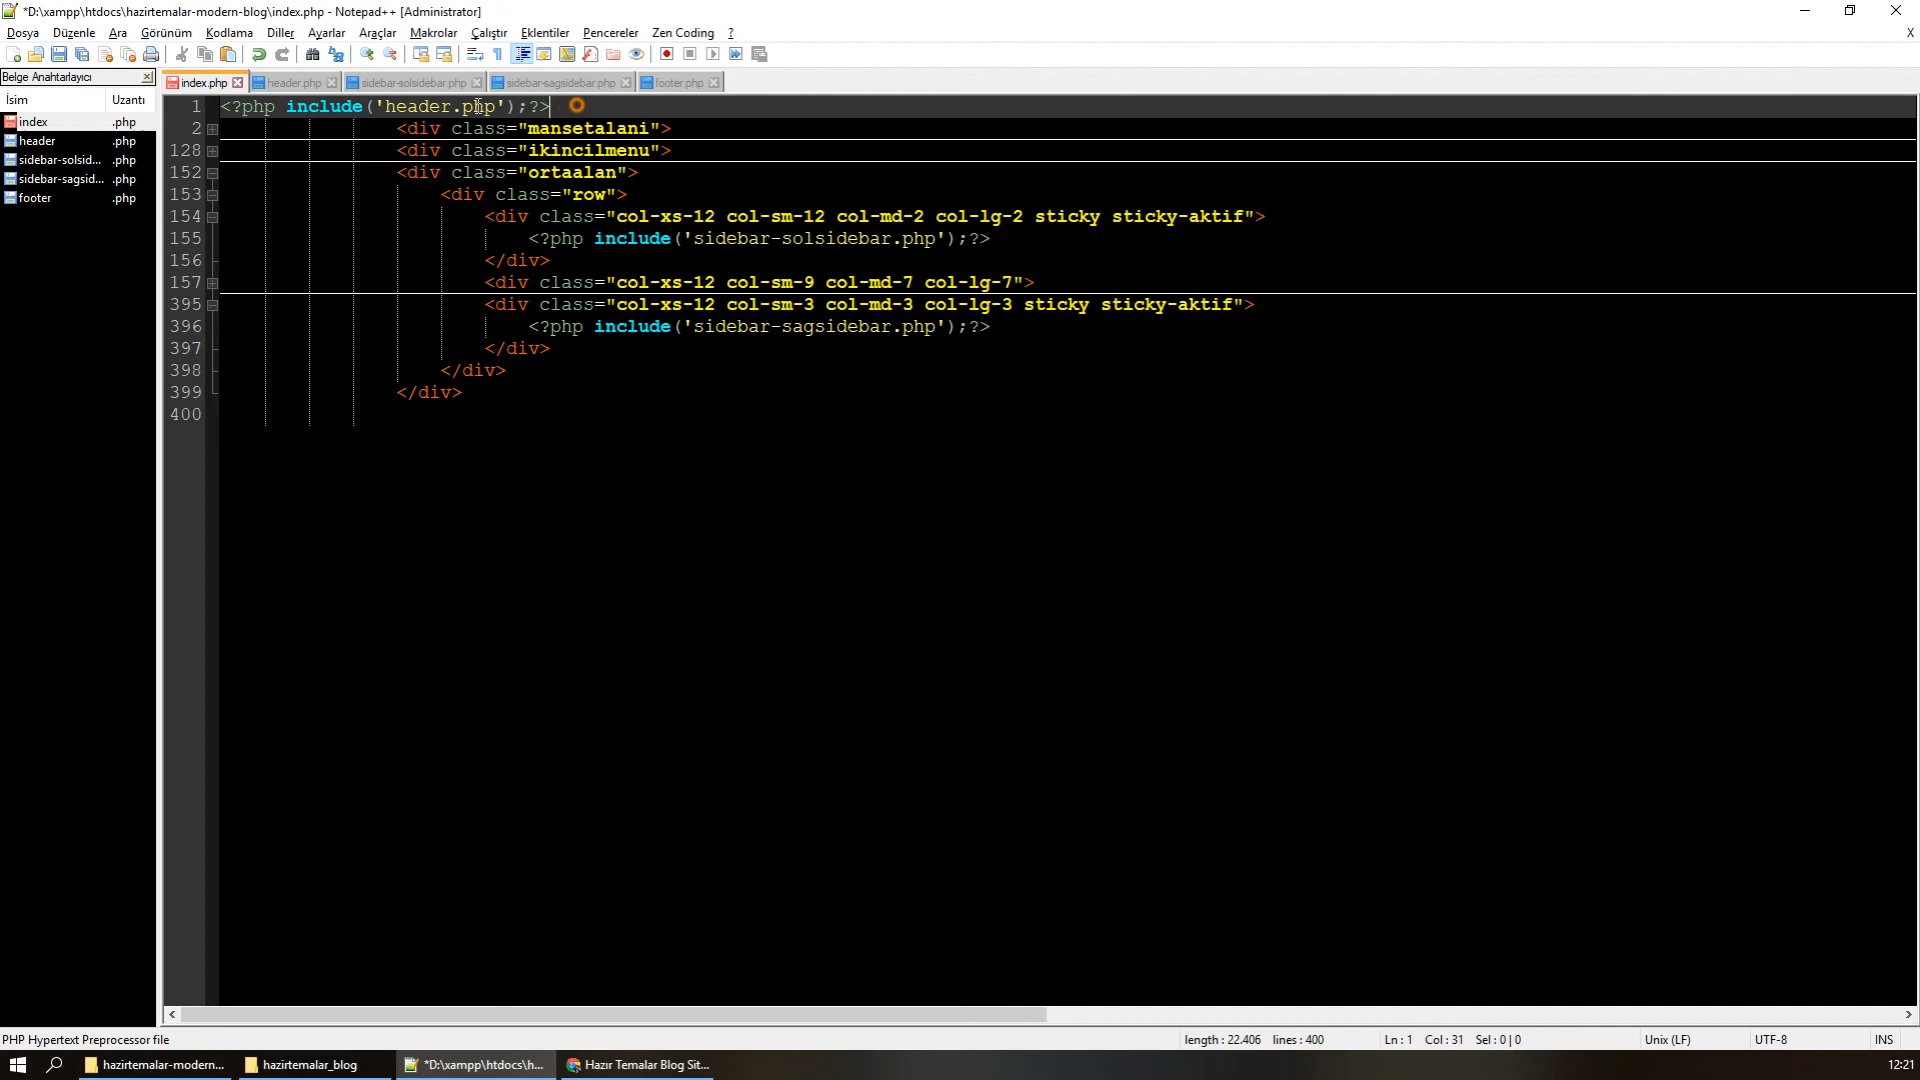 *D:\xampp\htdocs\hazirtemalar-modern-blog\index.php - Notepad++ [Administrator]
Dosya Düzenle Ara Görünüm Kodlama Diller Ayarlar Araçlar Makrolar Çalıştır Eklentiler Pencereler Zen Coding ? X
Belge Anahtarlayıcı
index.php header.php sidebar-solsidebar.php sidebar-sagsidebar.php footer.php
İsim Uzantı
index .php
header .php
sidebar-solsid... .php
sidebar-sagsid... .php
footer .php
1 <?php include('header.php');?>
2 <div class="mansetalani">
128 <div class="ikincilmenu">
152 <div class="ortaalan">
153 <div class="row">
154 <div class="col-xs-12 col-sm-12 col-md-2 col-lg-2 sticky sticky-aktif">
155 <?php include('sidebar-solsidebar.php');?>
156 </div>
157 <div class="col-xs-12 col-sm-9 col-md-7 col-lg-7">
395 <div class="col-xs-12 col-sm-3 col-md-3 col-lg-3 sticky sticky-aktif">
396 <?php include('sidebar-sagsidebar.php');?>
397 </div>
398 </div>
399 </div>
400
PHP Hypertext Preprocessor file length : 22.406 lines : 400 Ln : 1 Col : 31 Sel : 0 | 0 Unix (LF) UTF-8 INS
hazirtemalar-modern... hazirtemalar_blog *D:\xampp\htdocs\h... Hazır Temalar Blog Sit... 12:21